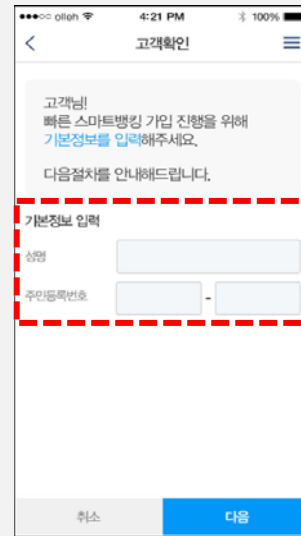 olleh 4:21 PM 100%
고객확인
고객님!
빠른 스마트뱅킹 가입 진행을 위해
기본정보를 입력해주세요.
다음절차를 안내해드립니다.
기본정보 입력
성명
주민등록번호 -
취소 다음